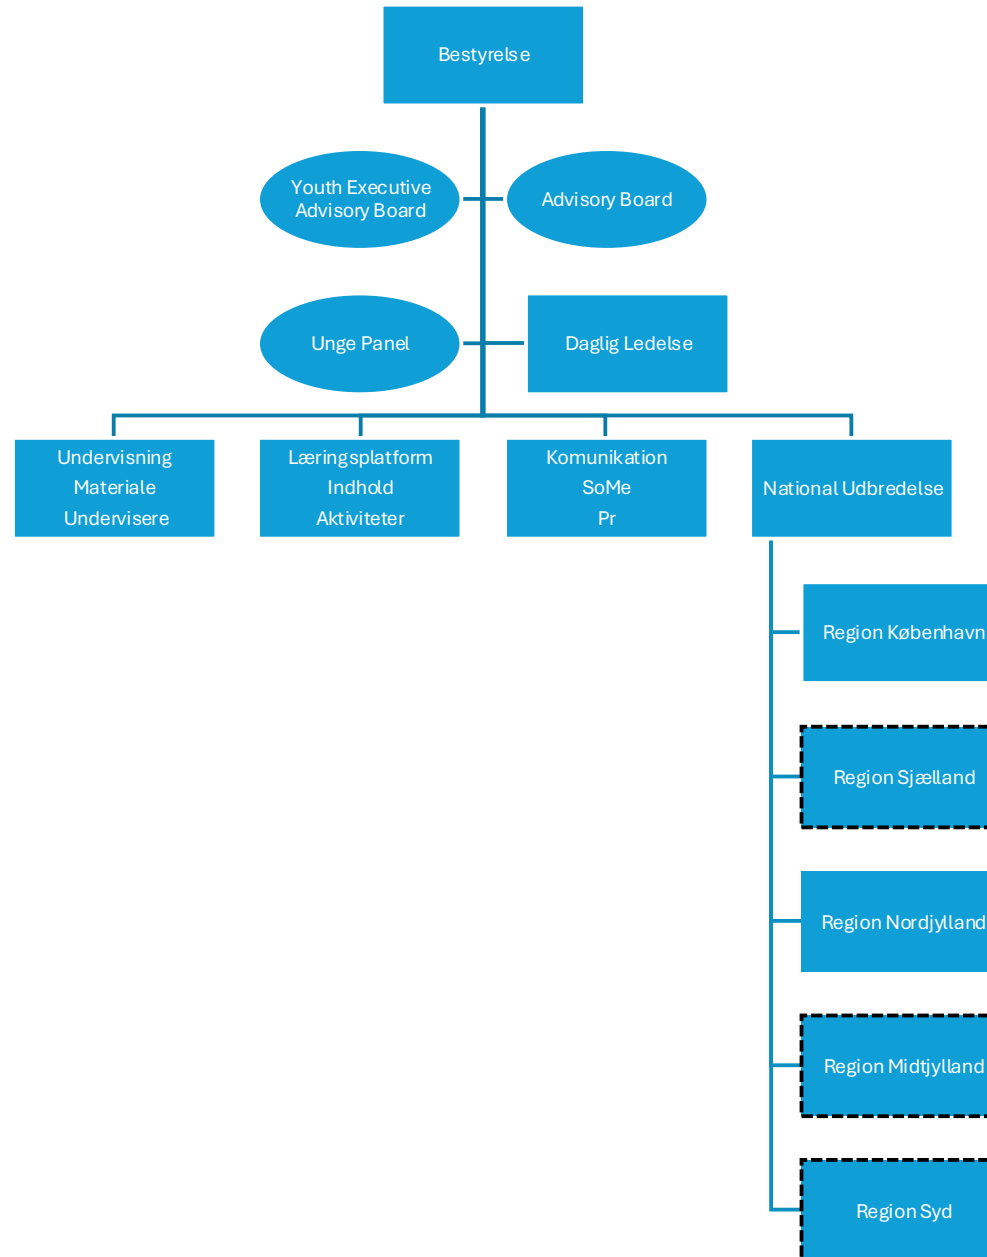 Bestyrelse
Youth Executive
Advisory Board
Advisory Board
Unge Panel
Daglig Ledelse
Undervisning
Materiale
Undervisere
Læringsplatform
Indhold
Aktiviteter
Komunikation
SoMe
Pr
National Udbredelse
Region København
Region Sjælland
Region Nordjylland
Region Midtjylland
Region Syd